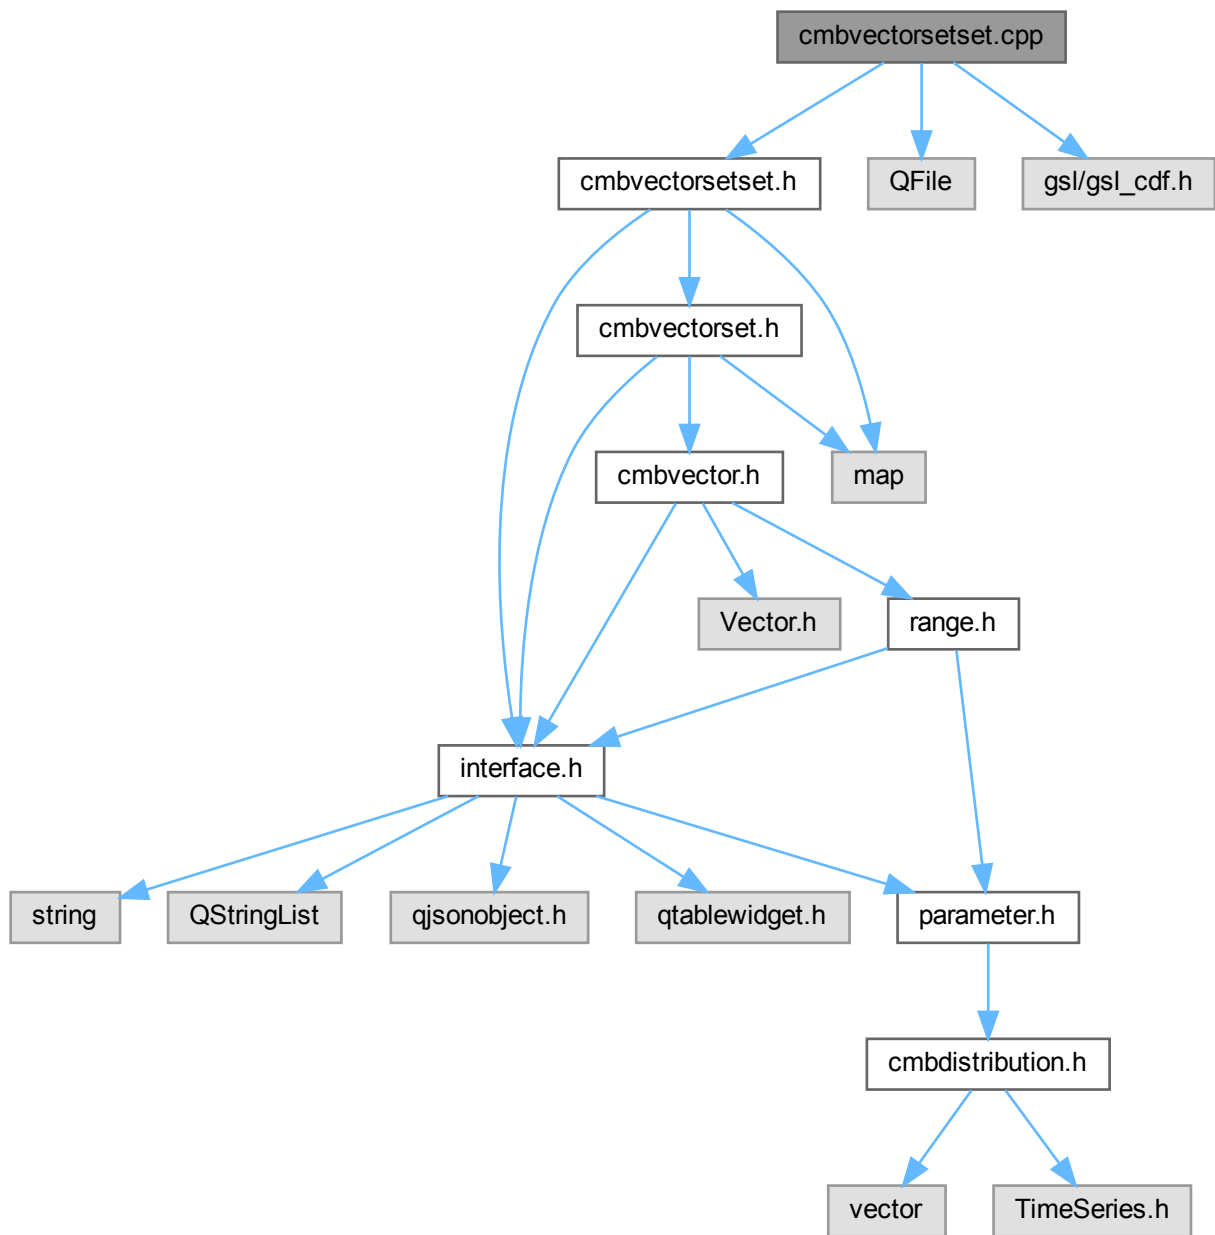 cmbvectorsetset.cpp
cmbvectorsetset.h
QFile
gsl/gsl_cdf.h
cmbvectorset.h
cmbvector.h
map
Vector.h
range.h
interface.h
string
QStringList
qjsonobject.h
qtablewidget.h
parameter.h
cmbdistribution.h
vector
TimeSeries.h